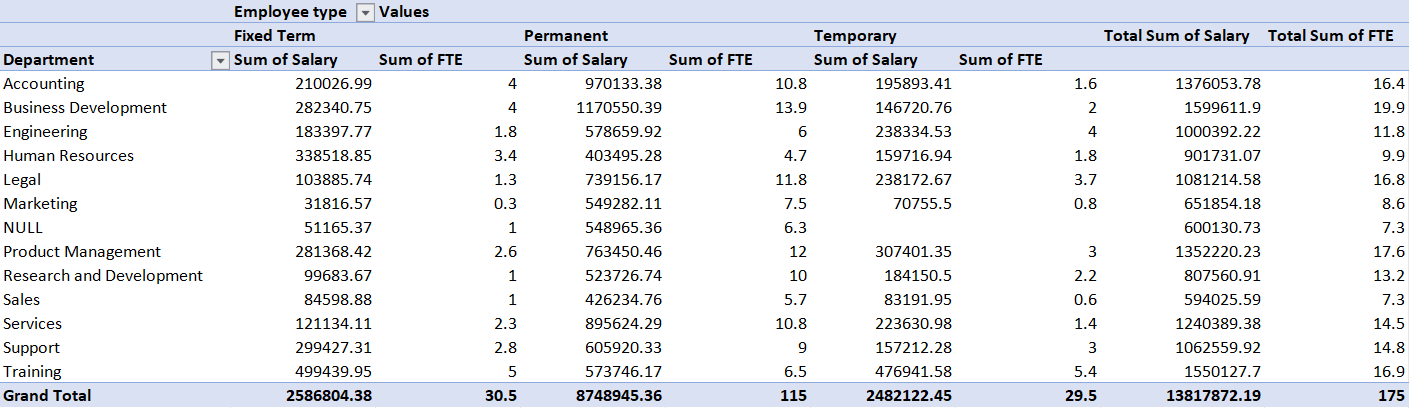 Employee type Values
Fixed Term Permanent Temporary Total Sum of Salary Total Sum of FTE
Department Sum of Salary Sum of FTE Sum of Salary Sum of FTE Sum of Salary Sum of FTE
Accounting 210026.99 4 970133.38 10.8 195893.41 1.6 1376053.78 16.4
Business Development 282340.75 4 1170550.39 13.9 146720.76 2 1599611.9 19.9
Engineering 183397.77 1.8 578659.92 6 238334.53 4 1000392.22 11.8
Human Resources 338518.85 3.4 403495.28 4.7 159716.94 1.8 901731.07 9.9
Legal 103885.74 1.3 739156.17 11.8 238172.67 3.7 1081214.58 16.8
Marketing 31816.57 0.3 549282.11 7.5 70755.5 0.8 651854.18 8.6
NULL 51165.37 1 548965.36 6.3 600130.73 7.3
Product Management 281368.42 2.6 763450.46 12 307401.35 3 1352220.23 17.6
Research and Development 99683.67 1 523726.74 10 184150.5 2.2 807560.91 13.2
Sales 84598.88 1 426234.76 5.7 83191.95 0.6 594025.59 7.3
Services 121134.11 2.3 895624.29 10.8 223630.98 1.4 1240389.38 14.5
Support 299427.31 2.8 605920.33 9 157212.28 3 1062559.92 14.8
Training 499439.95 5 573746.17 6.5 476941.58 5.4 1550127.7 16.9
Grand Total 2586804.38 30.5 8748945.36 115 2482122.45 29.5 13817872.19 175